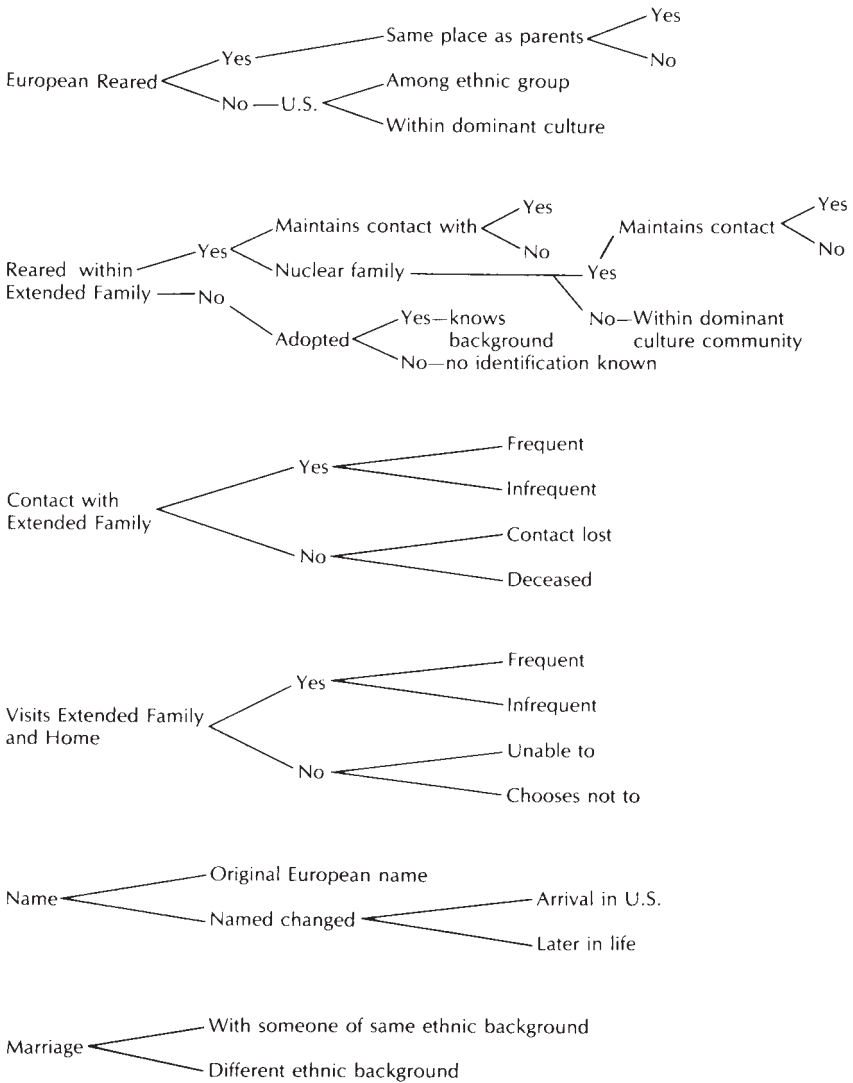 Yes
Same place as parents
Yes
No
European Reared
Among ethnic group
No — U.S.
Within dominant culture
Yes
Yes
Maintains contact with
Maintains contact
Yes
No
No
Reared within
Nuclear family
Yes
Extended Family — No
Yes—knows
No—Within dominant
background
culture community
Adopted
No—no identification known
Frequent
Yes
Infrequent
Contact with
Extended Family
Contact lost
No
Deceased
Frequent
Yes
Infrequent
Visits Extended Family
and Home
Unable to
No
Chooses not to
Original European name
Name
Arrival in U.S.
Named changed
Later in life
With someone of same ethnic background
Marriage
Different ethnic background